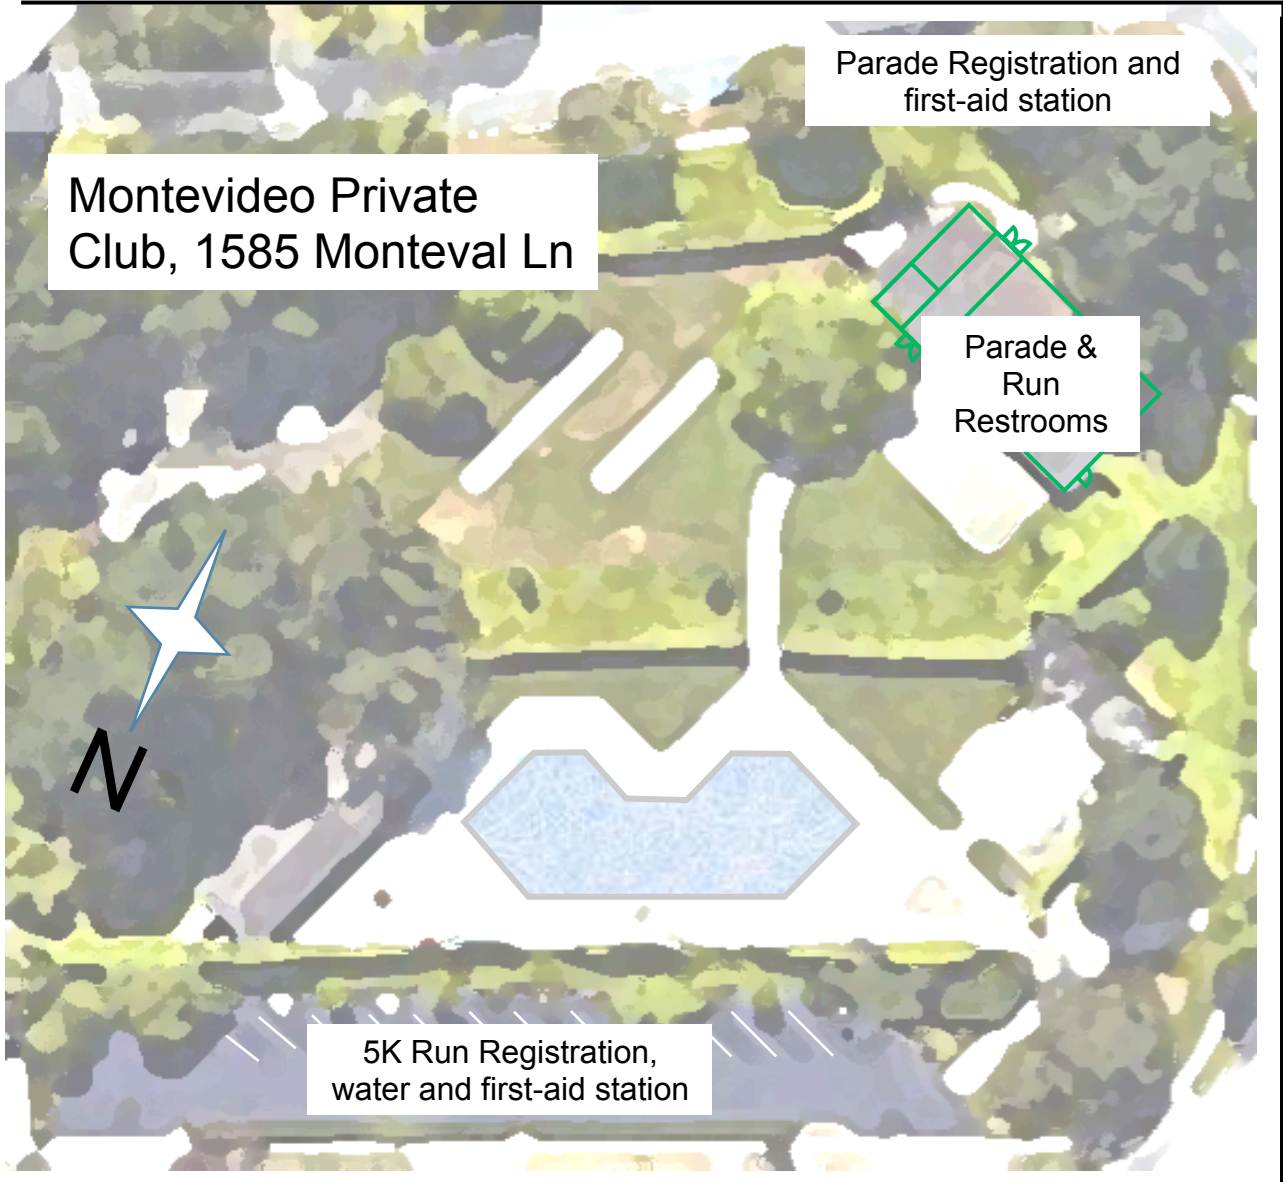 Parade Registration and
first-aid station
Montevideo Private
Club, 1585 Monteval Ln
Parade &
Run
Restrooms
N
5K Run Registration,
water and first-aid station